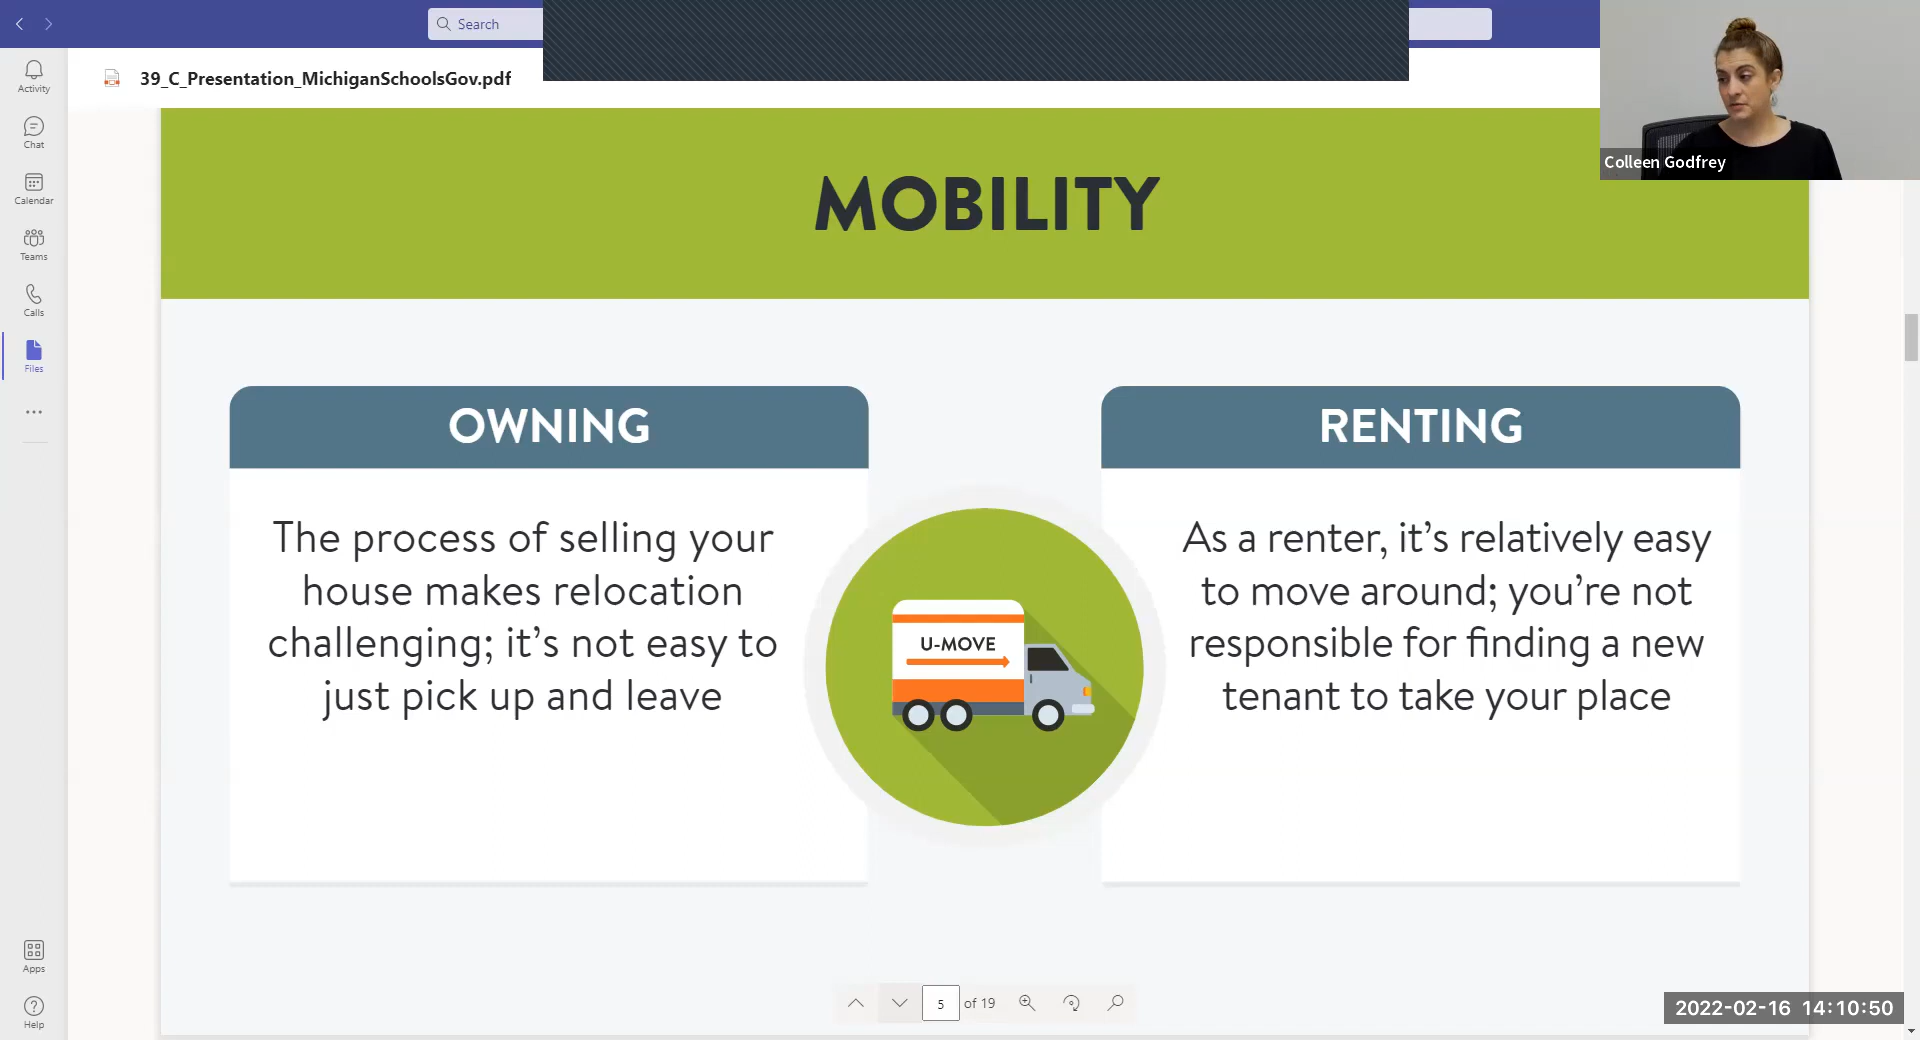 Search
39_C_Presentation_MichiganSchoolsGov.pdf
Activity
Chat
Calendar
Teams
Calls
Files
Apps
Help
Colleen Godfrey
MOBILITY
OWNING
The process of selling your
house makes relocation
challenging; it’s not easy to
just pick up and leave
U-MOVE
RENTING
As a renter, it’s relatively easy
to move around; you’re not
responsible for finding a new
tenant to take your place
5 of 19
2022-02-16 14:10:50